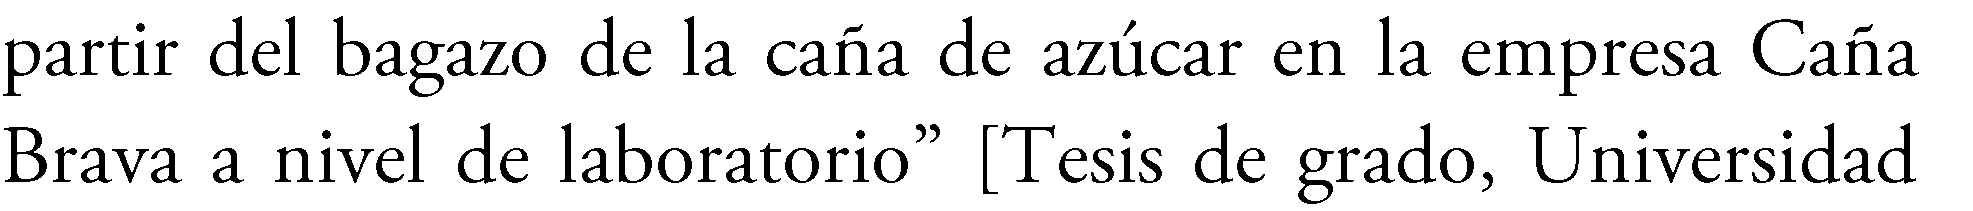 partir del bagazo de la caña de azúcar en la empresa Caña
Brava a nivel de laboratorio” [Tesis de grado, Universidad